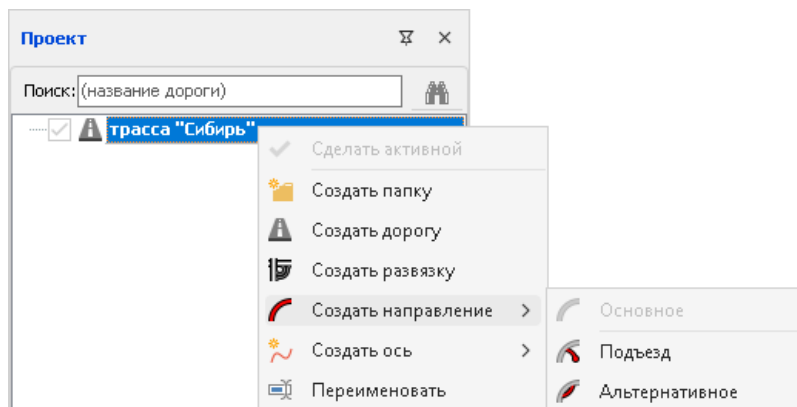 Проект
Поиск: (название дороги)
трасса "Сибирь"
Сделать активной
Создать папку
Создать дорогу
Создать развязку
Создать направление
Основное
Создать ось
Подъезд
Переименовать
Альтернативное